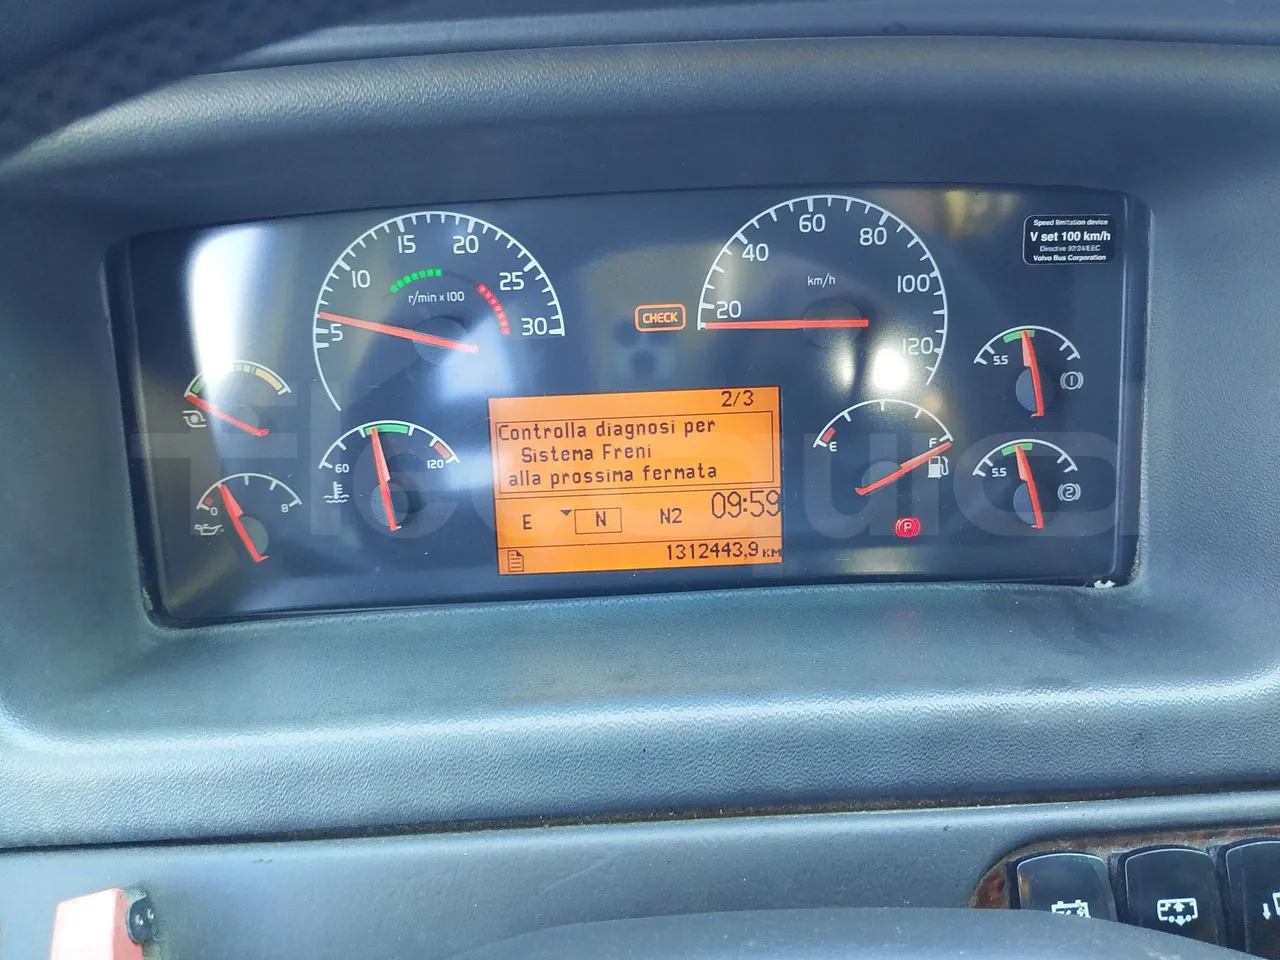 5
10
15
20
25
30
r/min x 100
CHECK
20
40
60
80
100
120
km/h
Speed limitation device
V set 100 km/h
Directive 92/24/EEC
Volvo Bus Corporation
60
120
0
8
E
F
5.5
1
5.5
2
P
2/3
Controlla diagnosi per
Sistema Freni
alla prossima fermata
E N N2 09:59
1312443,9 KM